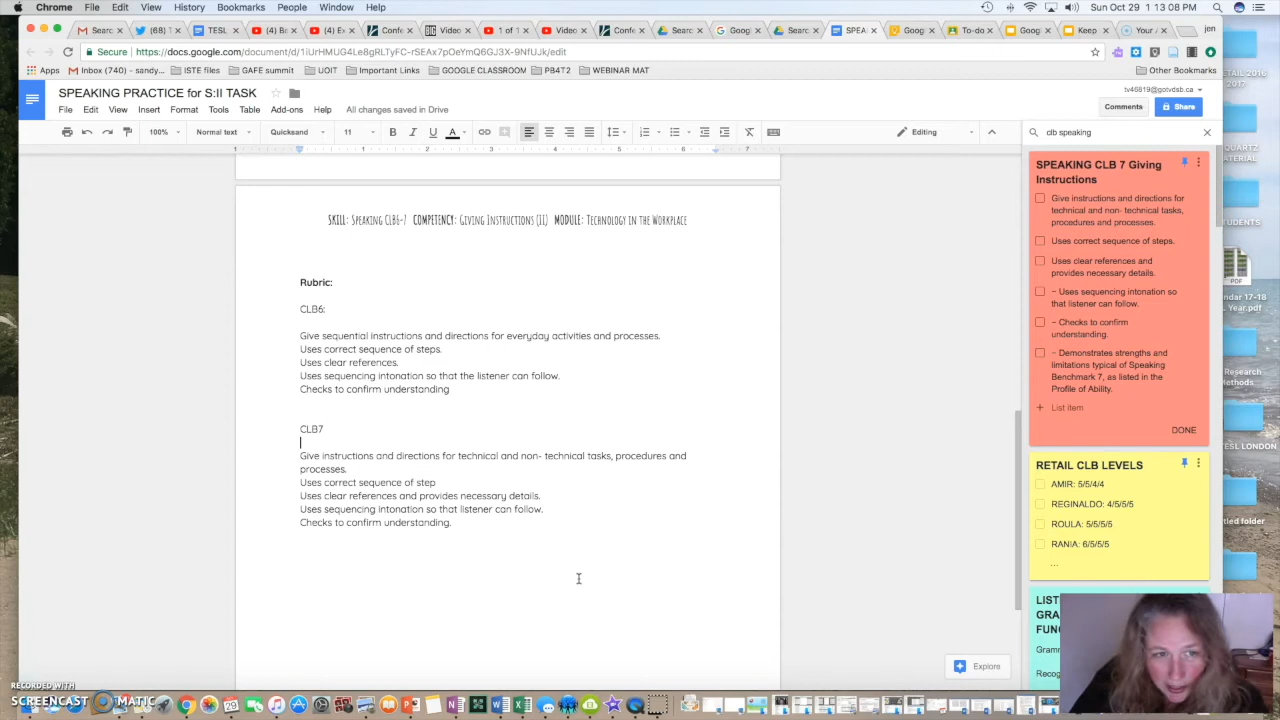 Chrome File Edit View History Bookmarks People Window Help
Sun Oct 29 1 13:08 PM
Secure https://docs.google.com/document/d/1iUrHMUG4Le8gRLTyFC-rSEAx7pOeYmQ6GJ3X-9NfUJk/edit
jen
Apps Inbox (740) - sandy. ISTE files GAFE summit UOIT Important Links GOOGLE CLASSROOM PB4T2 WEBINAR MAT Other Bookmarks
SPEAKING PRACTICE for S:II TASK
tv46819@gotvdsb.ca
File Edit View Insert Format Tools Table Add-ons Help All changes saved in Drive
Comments Share
100% Normal text Quicksand 11 B I U A Editing
clb speaking
SKILL: Speaking CLB6-7 COMPETENCY: Giving Instructions (II) MODULE: Technology in the Workplace
Rubric:
CLB6:
Give sequential instructions and directions for everyday activities and processes.
Uses correct sequence of steps.
Uses clear references.
Uses sequencing intonation so that the listener can follow.
Checks to confirm understanding
CLB7
Give instructions and directions for technical and non- technical tasks, procedures and
processes.
Uses correct sequence of step
Uses clear references and provides necessary details.
Uses sequencing intonation so that listener can follow.
Checks to confirm understanding.
SPEAKING CLB 7 Giving
Instructions
Give instructions and directions for
technical and non- technical tasks,
procedures and processes.
Uses correct sequence of steps.
Uses clear references and
provides necessary details.
– Uses sequencing intonation so
that listener can follow.
– Checks to confirm
understanding.
– Demonstrates strengths and
limitations typical of Speaking
Benchmark 7, as listed in the
Profile of Ability.
+ List item
DONE
RETAIL CLB LEVELS
AMIR: 5/5/4/4
REGINALDO: 4/5/5/5
ROULA: 5/5/5/5
RANIA: 6/5/5/5
...
Explore
RECORDED WITH
SCREENCAST MATIC